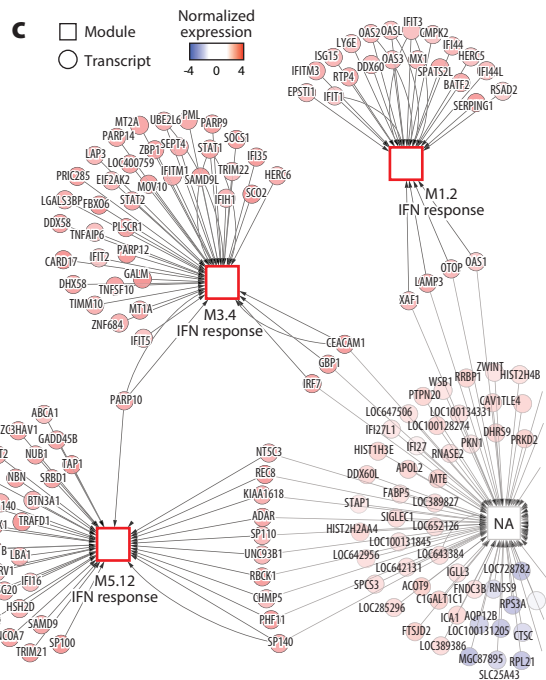 c
Module
Transcript
Normalized
expression
-4 0 4
IFIT3
OAS2
OASL
CMPK2
LY6E
IFI44
ISG15
OAS3
MX1
HERC5
DDX60
SPATS2L
IFITM3
RTP4
IFI44L
BATF2
EPSTI1
IFIT1
RSAD2
SERPING1
M1.2
IFN response
MT2A
UBE2L6
PML
PARP9
PARP14
SOCS1
ZBP1
SEPT4
STAT1
LAP3
LOC400759
IFI35
PRIC285
EIF2AK2
IFITM1
TRIM22
HERC6
MOV10
SAMD9L
LGALS3BP
FBXO6
STAT2
IFIH1
SCO2
DDX58
PLSCR1
TNFAIP6
CARD17
IFIT2
PARP12
GALM
DHX58
TNFSF10
TIMM10
MT1A
ZNF684
IFIT5
M3.4
IFN response
OAS1
OTOP
LAMP3
XAF1
CEACAM1
GBP1
IRF7
PARP10
ZWINT
HIST2H4B
RRBP1
WSB1
PTPN20
CAV1TLE4
LOC647506
LOC100134331
IFI27L1
LOC100128274
DHRS9
PRKD2
HIST1H3E
IFI27
PKN1
RNASE2
DDX60L
APOL2
MTE
FABP5
STAP1
LOC389827
SIGLEC1
HIST2H2AA4
LOC652126
LOC100131845
LOC642956
LOC643384
LOC642131
IGLL3
LOC728782
SPCS3
ACOT9
FNDC3B
RN5S9
C1GALT1C1
RPS3A
LOC285296
ICA1
AQP12B
FTSJD2
LOC100131205
CTSC
LOC389386
MGC87895
RPL21
SLC25A43
NA
NT5C3
REC8
KIAA1618
ADAR
SP110
UNC93B1
RBCK1
CHMP5
PHF11
SP140
ABCA1
ZC3HAV1
GADD45B
T2
NUB1
TAP1
NBN
SRBD1
140
BTN3A1
TRAFD1
X1
B
LBA1
RV1
IFI16
SG20
HSH2D
SAMD9
NCOA7
SP100
TRIM21
M5.12
IFN response